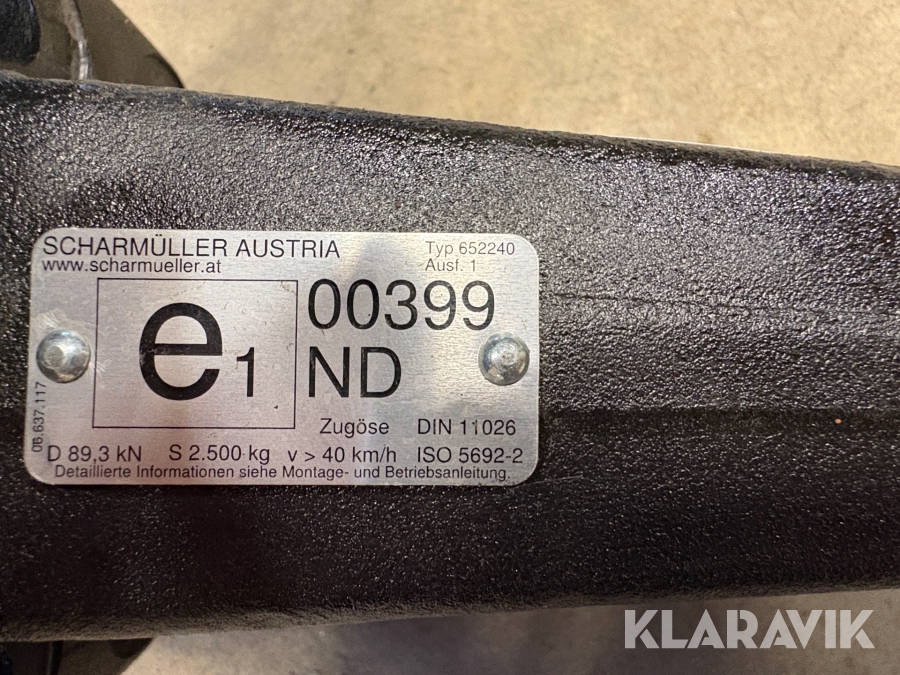 SCHARMÜLLER AUSTRIA
Typ 652240
www.scharmueller.at
Ausf. 1
e1
00399
ND
06.637.117
Zugöse DIN 11026
D 89,3 kN S 2.500 kg v > 40 km/h ISO 5692-2
Detaillierte Informationen siehe Montage- und Betriebsanleitung.
KLARAVIK